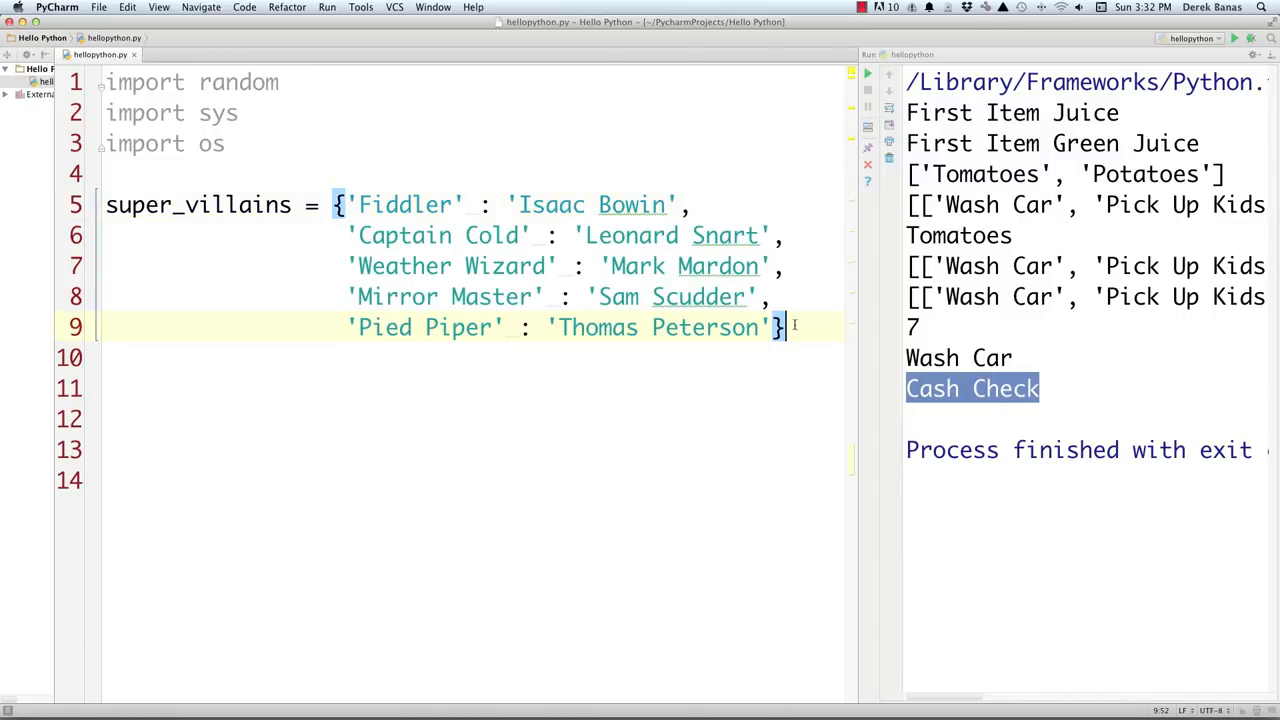 PyCharm File Edit View Navigate Code Refactor Run Tools VCS Window Help 10 Sun 3:32 PM Derek Banas
hellopython.py - Hello Python - [~/PycharmProjects/Hello Python]
Hello Python hellopython.py hellopython
hellopython.py Run hellopython
Hello P
hell
Extern
1 import random
2 import sys
3 import os
4
5 super_villains = {'Fiddler' : 'Isaac Bowin',
6 'Captain Cold' : 'Leonard Snart',
7 'Weather Wizard' : 'Mark Mardon',
8 'Mirror Master' : 'Sam Scudder',
9 'Pied Piper' : 'Thomas Peterson'}
10
11
12
13
14
/Library/Frameworks/Python.
First Item Juice
First Item Green Juice
['Tomatoes', 'Potatoes']
[['Wash Car', 'Pick Up Kids
Tomatoes
[['Wash Car', 'Pick Up Kids
[['Wash Car', 'Pick Up Kids
7
Wash Car
Cash Check
Process finished with exit
9:52 LF UTF-8